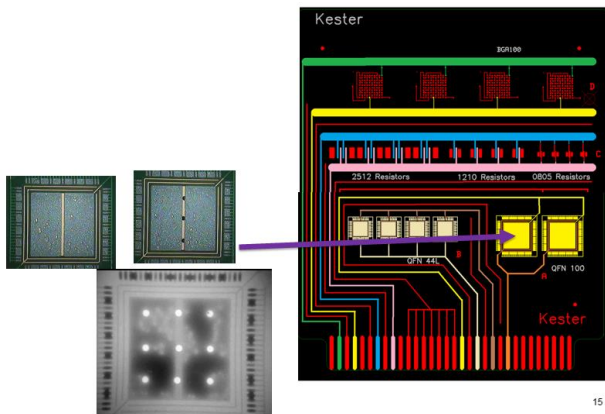 Kester
BGA100
D
C
2512 Resistors
1210 Resistors
0805 Resistors
B
QFN 44L
QFN 100
A
Kester
15